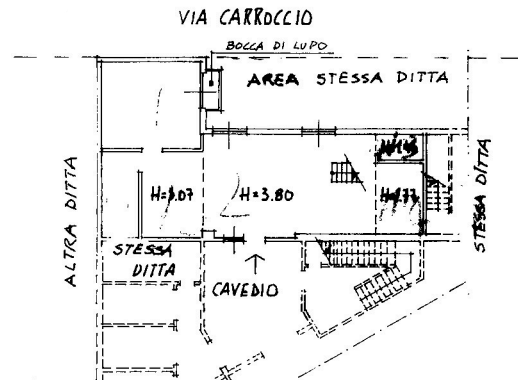 VIA CARROCCIO
BOCCA DI LUPO
AREA STESSA DITTA
ALTRA DITTA
H=3.80
STESSA DITTA
STESSA
DITTA
CAVEDIO